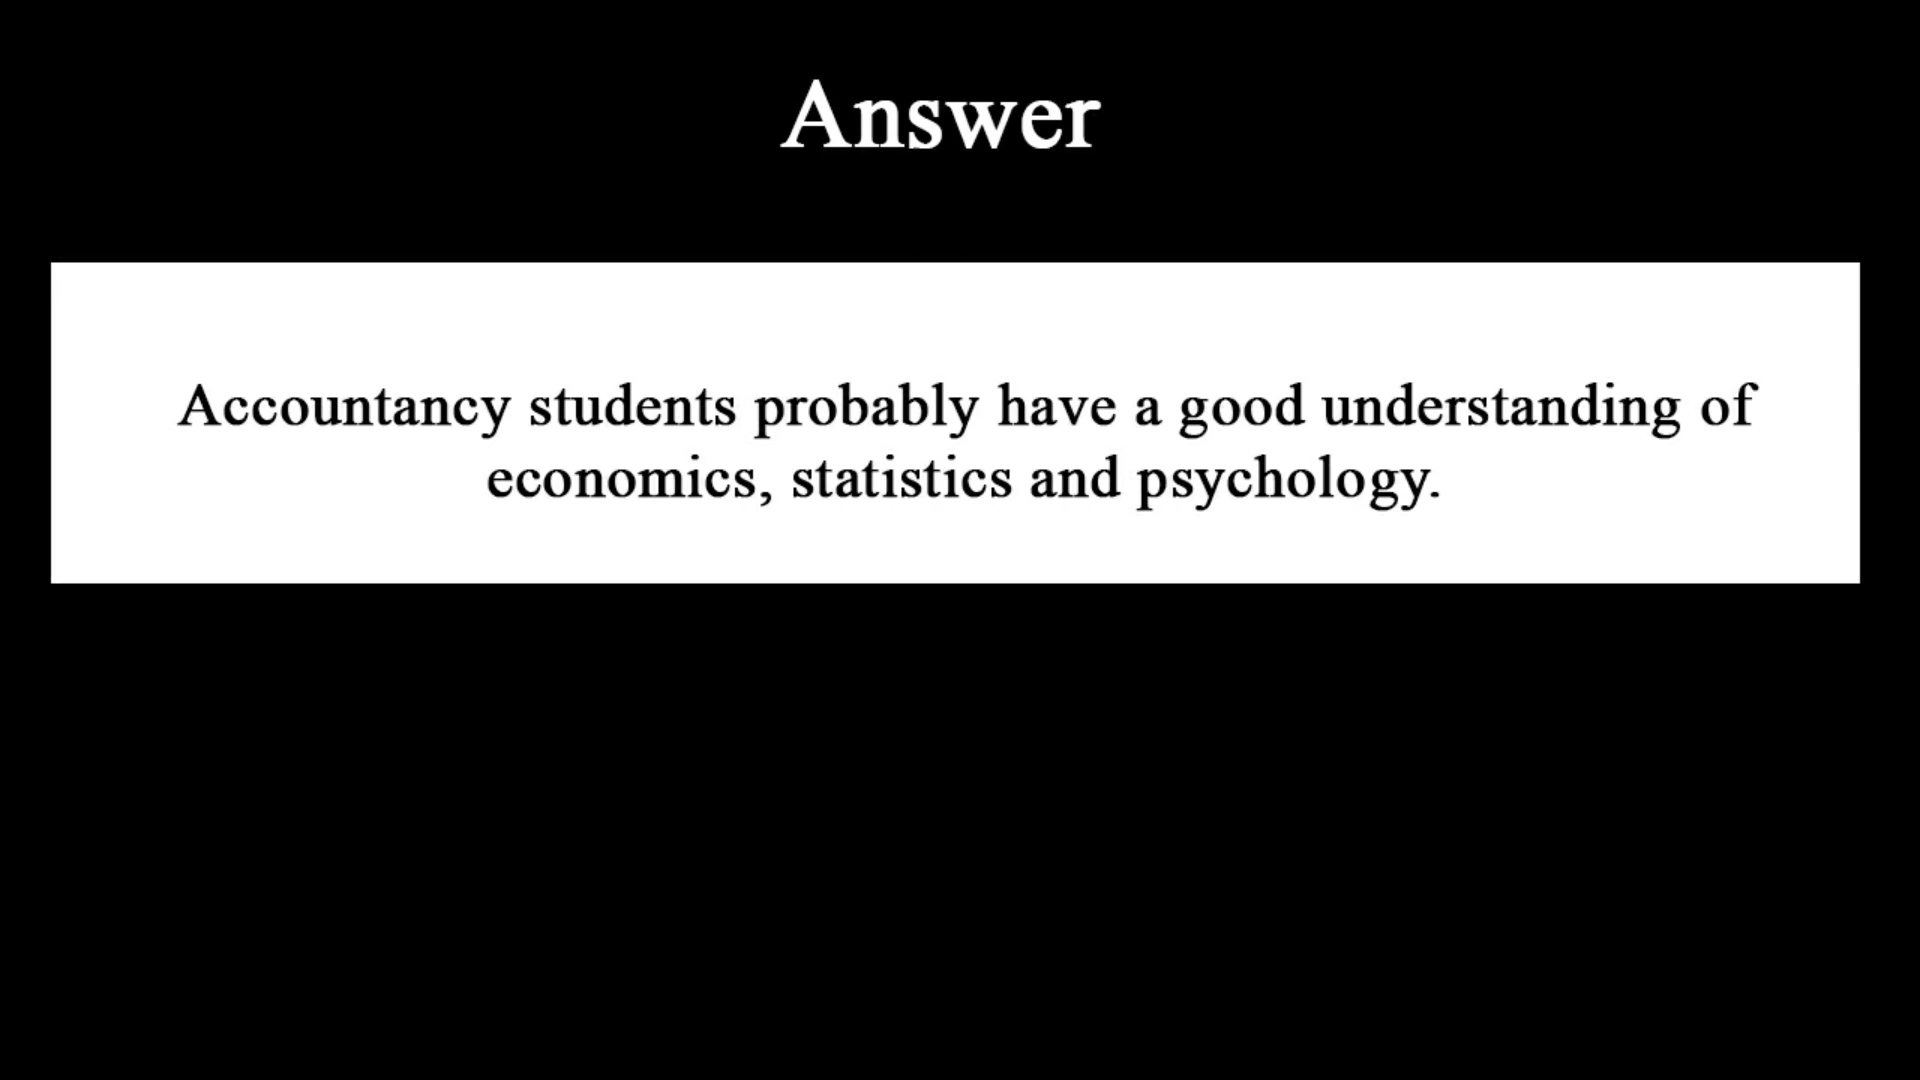 Answer
Accountancy students probably have a good understanding of
economics, statistics and psychology.